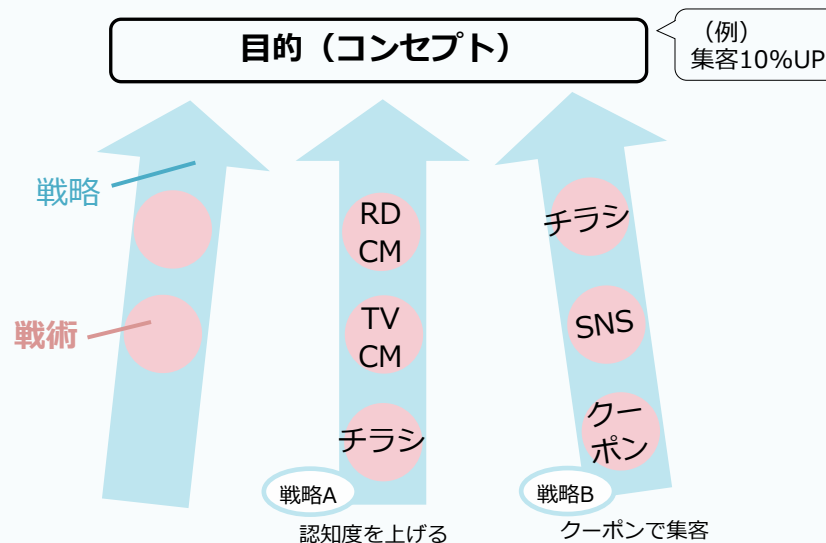 目的（コンセプト）
（例）
集客10%UP
戦略
戦術
RD
CM
TV
CM
チラシ
戦略A
認知度を上げる
チラシ
SNS
クー
ポン
戦略B
クーポンで集客